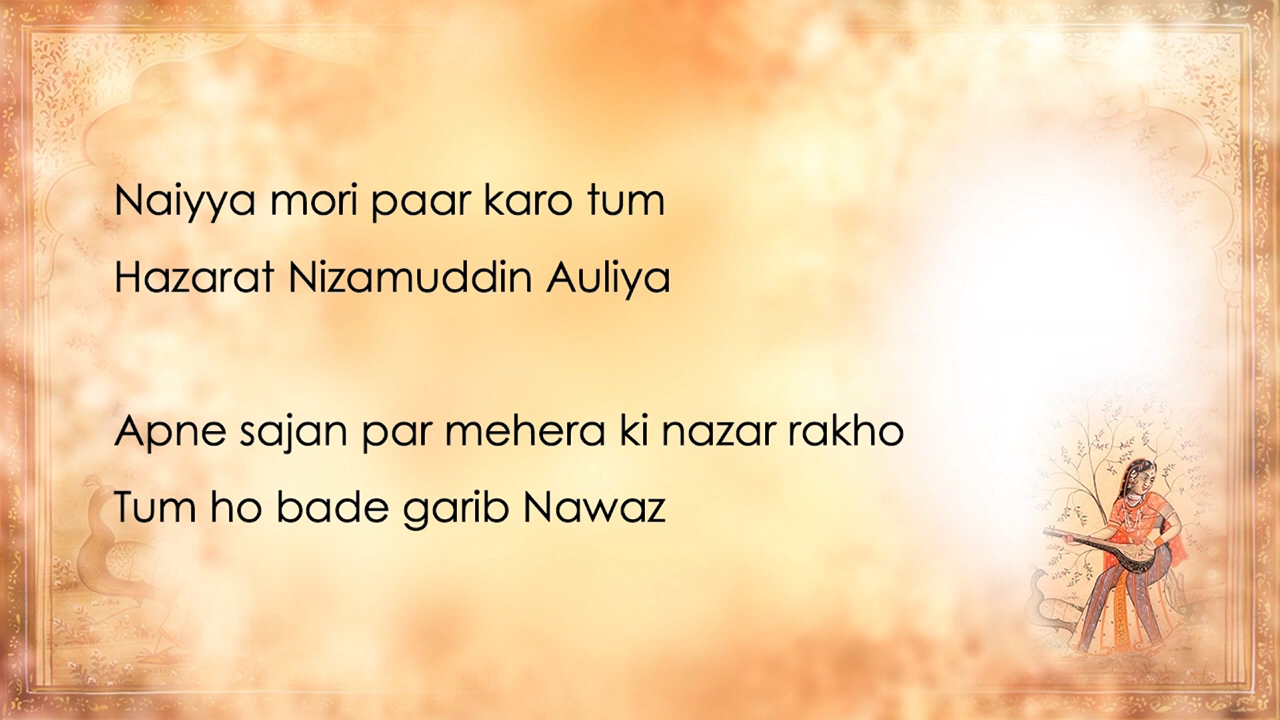 Naiyya mori paar karo tum
Hazarat Nizamuddin Auliya
Apne sajan par mehera ki nazar rakho
Tum ho bade garib Nawaz